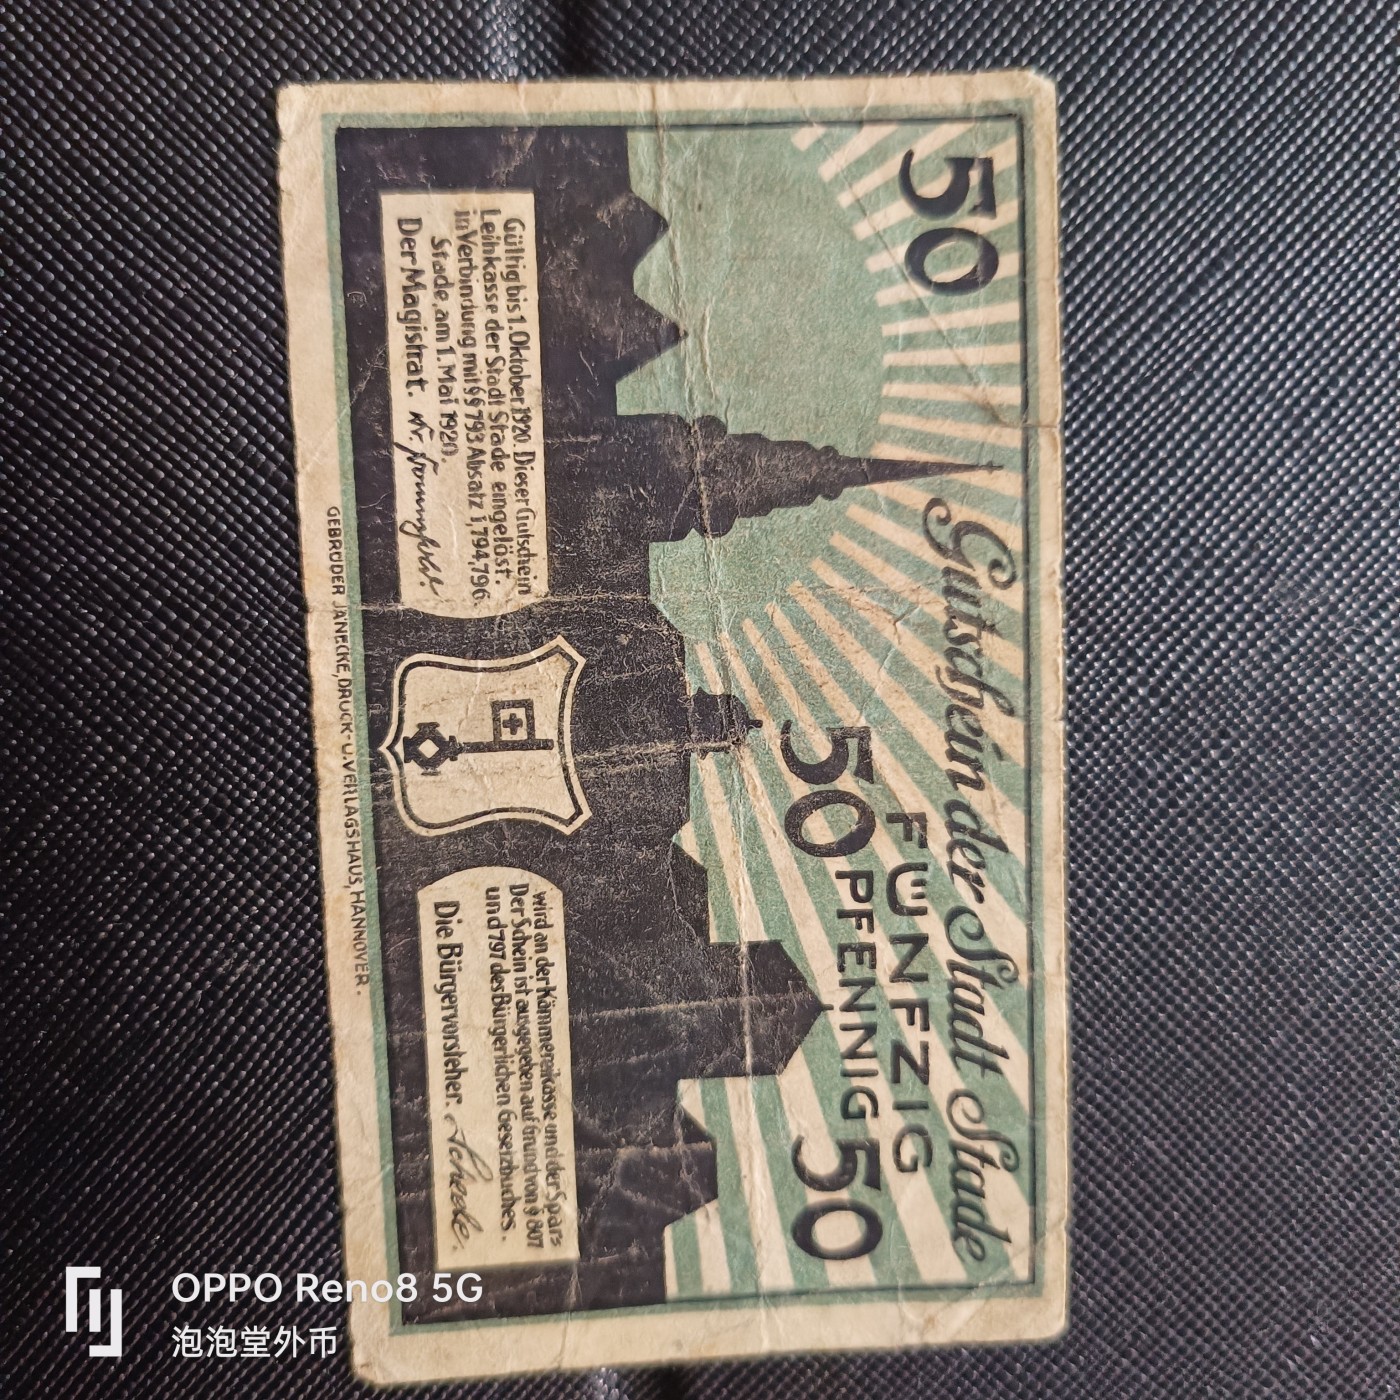 50
Gutschein der Stadt Stade
FÜNFZIG
50 PFENNIG 50
Gültig bis 1. Oktober 1920. Dieser Gutschein
Leihkasse der Stadt Stade eingelöst.
in Verbindung mit §§ 793 Absatz 1, 794, 796
Stade, am 1. Mai 1920.
Der Magistrat.
wird an der Kämmereikasse und der Spar=
Der Schein ist ausgegeben auf Grund von § 807
und 797 des Bürgerlichen Gesetzbuches.
Die Bürgervorsteher.
GEBRÜDER JÄNECKE, DRUCK- U. VERLAGSHAUS, HANNOVER.
OPPO Reno8 5G
泡泡堂外币